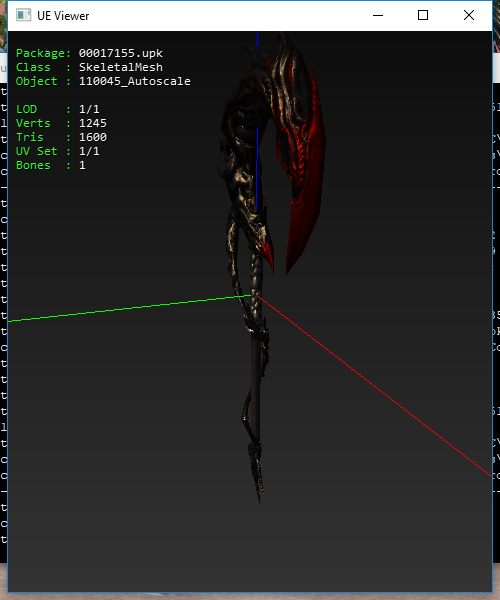 UE Viewer
Package: 00017155.upk
Class : SkeletalMesh
Object : 110045_Autoscale
LOD : 1/1
Verts : 1245
Tris : 1600
UV Set : 1/1
Bones : 1